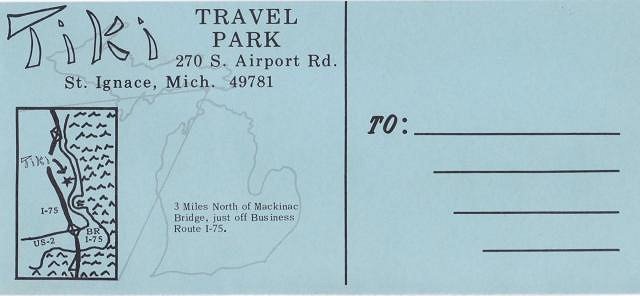 Tiki TRAVEL
PARK
270 S. Airport Rd.
St. Ignace, Mich. 49781
Tiki
I-75
US-2
BR
I-75
3 Miles North of Mackinac
Bridge, just off Business
Route I-75.
TO: